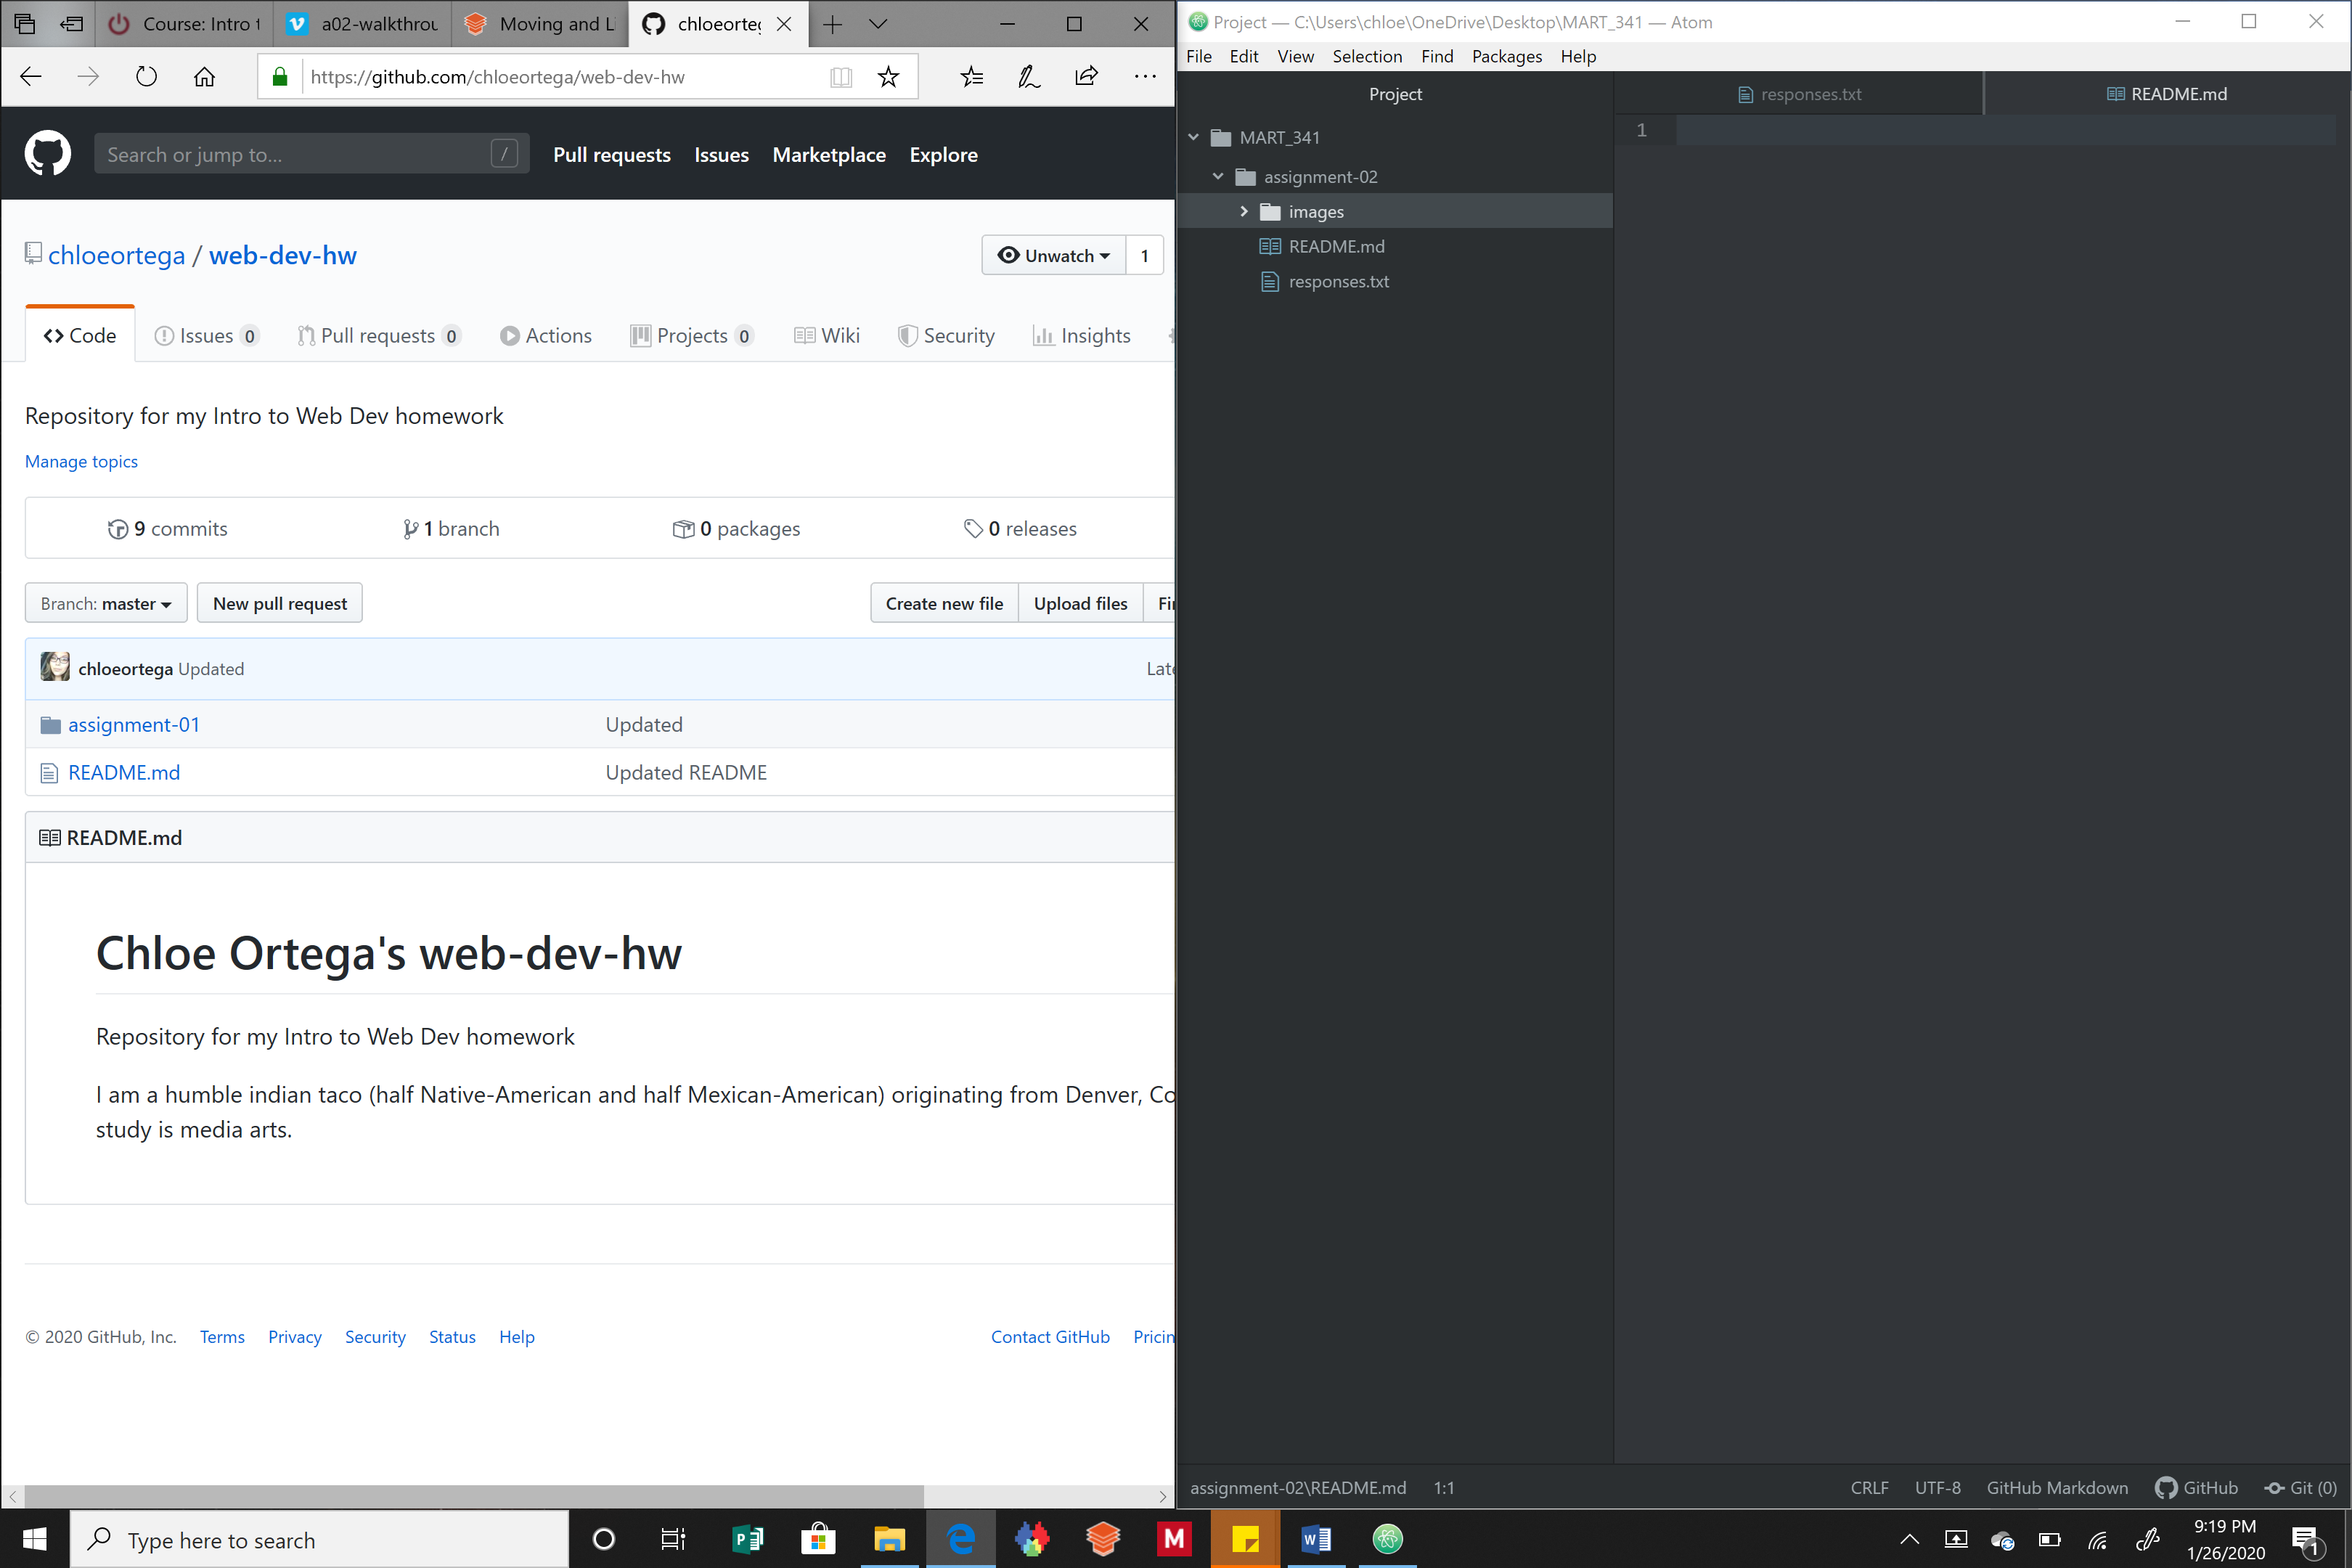 Course: Intro t
a02-walkthrou
Moving and Li
chloeorteg
https://github.com/chloeortega/web-dev-hw
Search or jump to...
/
Pull requests
Issues
Marketplace
Explore
chloeortega / web-dev-hw
Unwatch
1
Code
Issues 0
Pull requests 0
Actions
Projects 0
Wiki
Security
Insights
Repository for my Intro to Web Dev homework
Manage topics
9 commits
1 branch
0 packages
0 releases
Branch: master
New pull request
Create new file
Upload files
Fi
chloeortega Updated
Late
assignment-01
Updated
README.md
Updated README
README.md
Chloe Ortega's web-dev-hw
Repository for my Intro to Web Dev homework
I am a humble indian taco (half Native-American and half Mexican-American) originating from Denver, Co
study is media arts.
© 2020 GitHub, Inc.
Terms
Privacy
Security
Status
Help
Contact GitHub
Pricin
Project — C:\Users\chloe\OneDrive\Desktop\MART_341 — Atom
File
Edit
View
Selection
Find
Packages
Help
Project
responses.txt
README.md
MART_341
assignment-02
images
README.md
responses.txt
1
assignment-02\README.md
1:1
CRLF
UTF-8
GitHub Markdown
GitHub
Git (0)
Type here to search
9:19 PM
1/26/2020
1